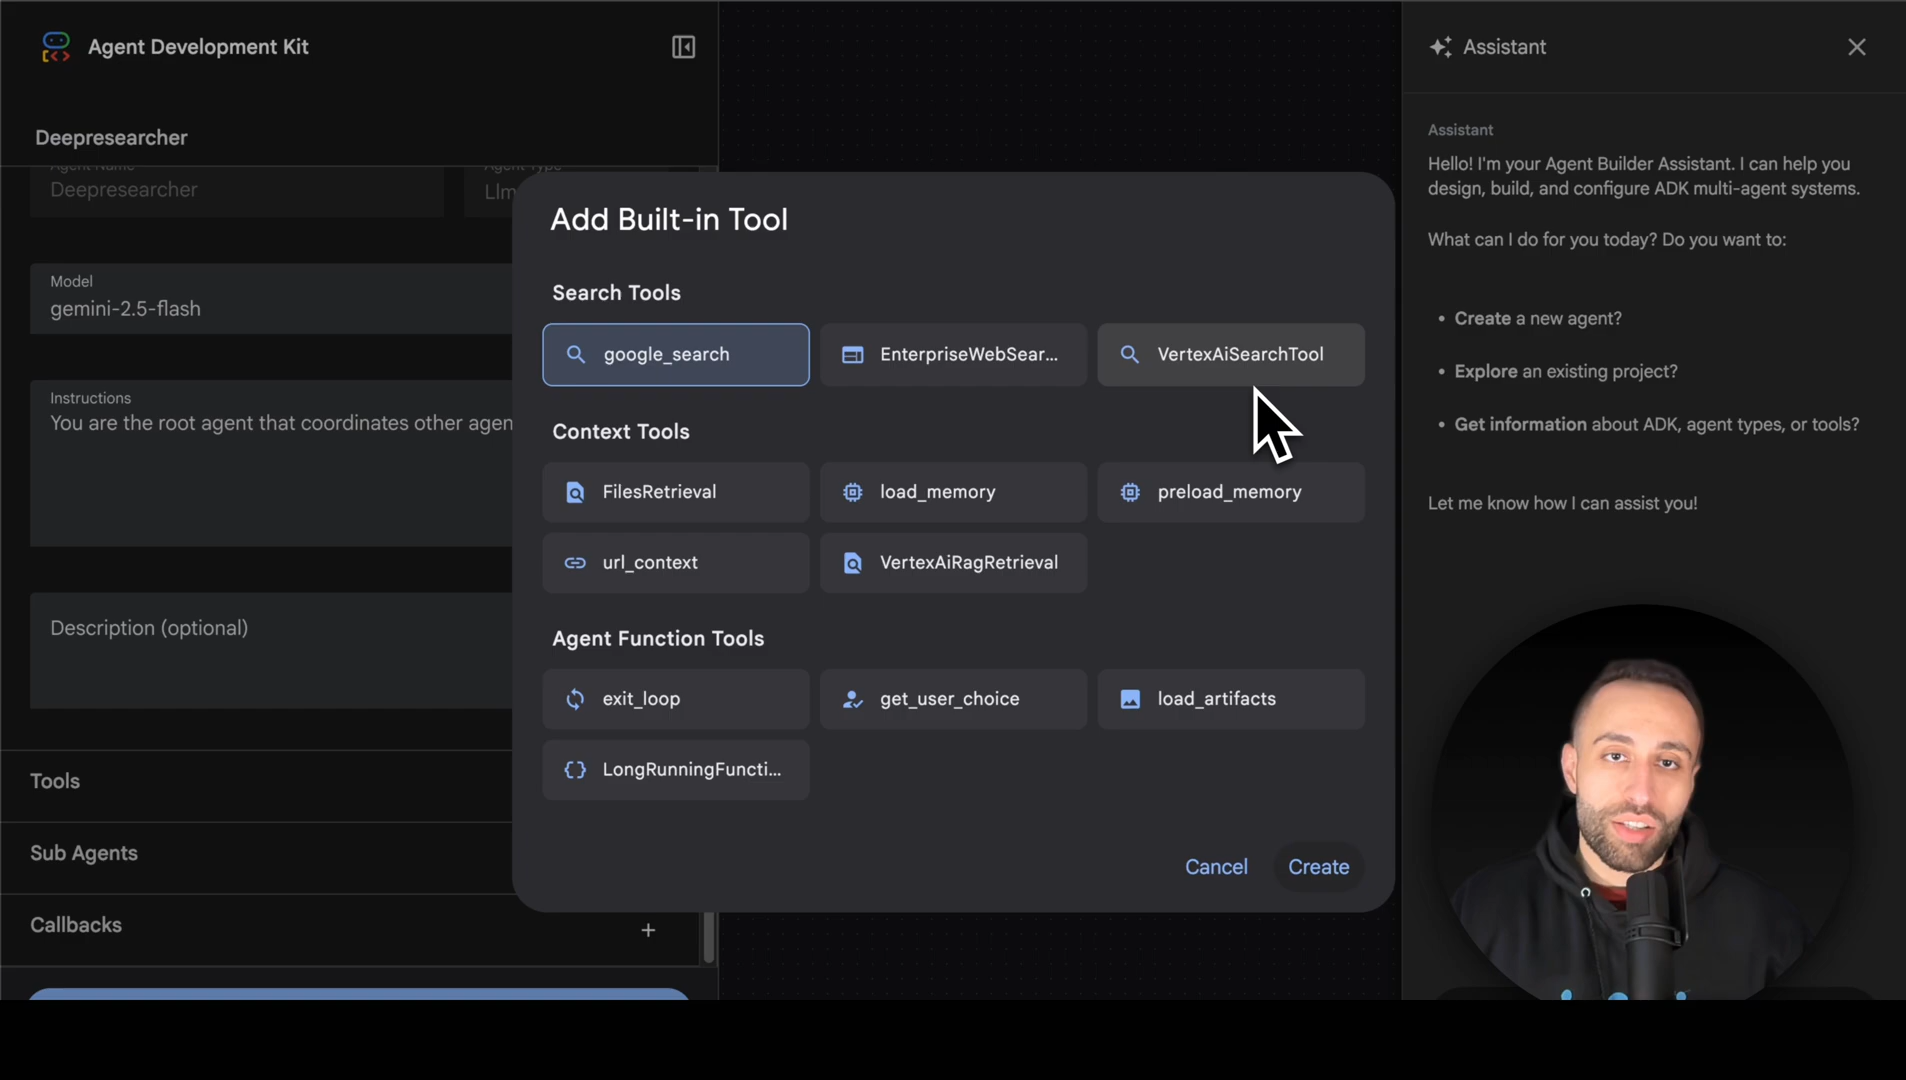 Agent Development Kit
Deepresearcher
Agent Name
Deepresearcher
Agent Type
Llm
Model
gemini-2.5-flash
Instructions
You are the root agent that coordinates other agen
Description (optional)
Tools
Sub Agents
Callbacks
Add Built-in Tool
Search Tools
google_search
EnterpriseWebSear...
VertexAiSearchTool
Context Tools
FilesRetrieval
load_memory
preload_memory
url_context
VertexAiRagRetrieval
Agent Function Tools
exit_loop
get_user_choice
load_artifacts
LongRunningFuncti...
Cancel
Create
Assistant
Assistant
Hello! I'm your Agent Builder Assistant. I can help you
design, build, and configure ADK multi-agent systems.
What can I do for you today? Do you want to:
• Create a new agent?
• Explore an existing project?
• Get information about ADK, agent types, or tools?
Let me know how I can assist you!